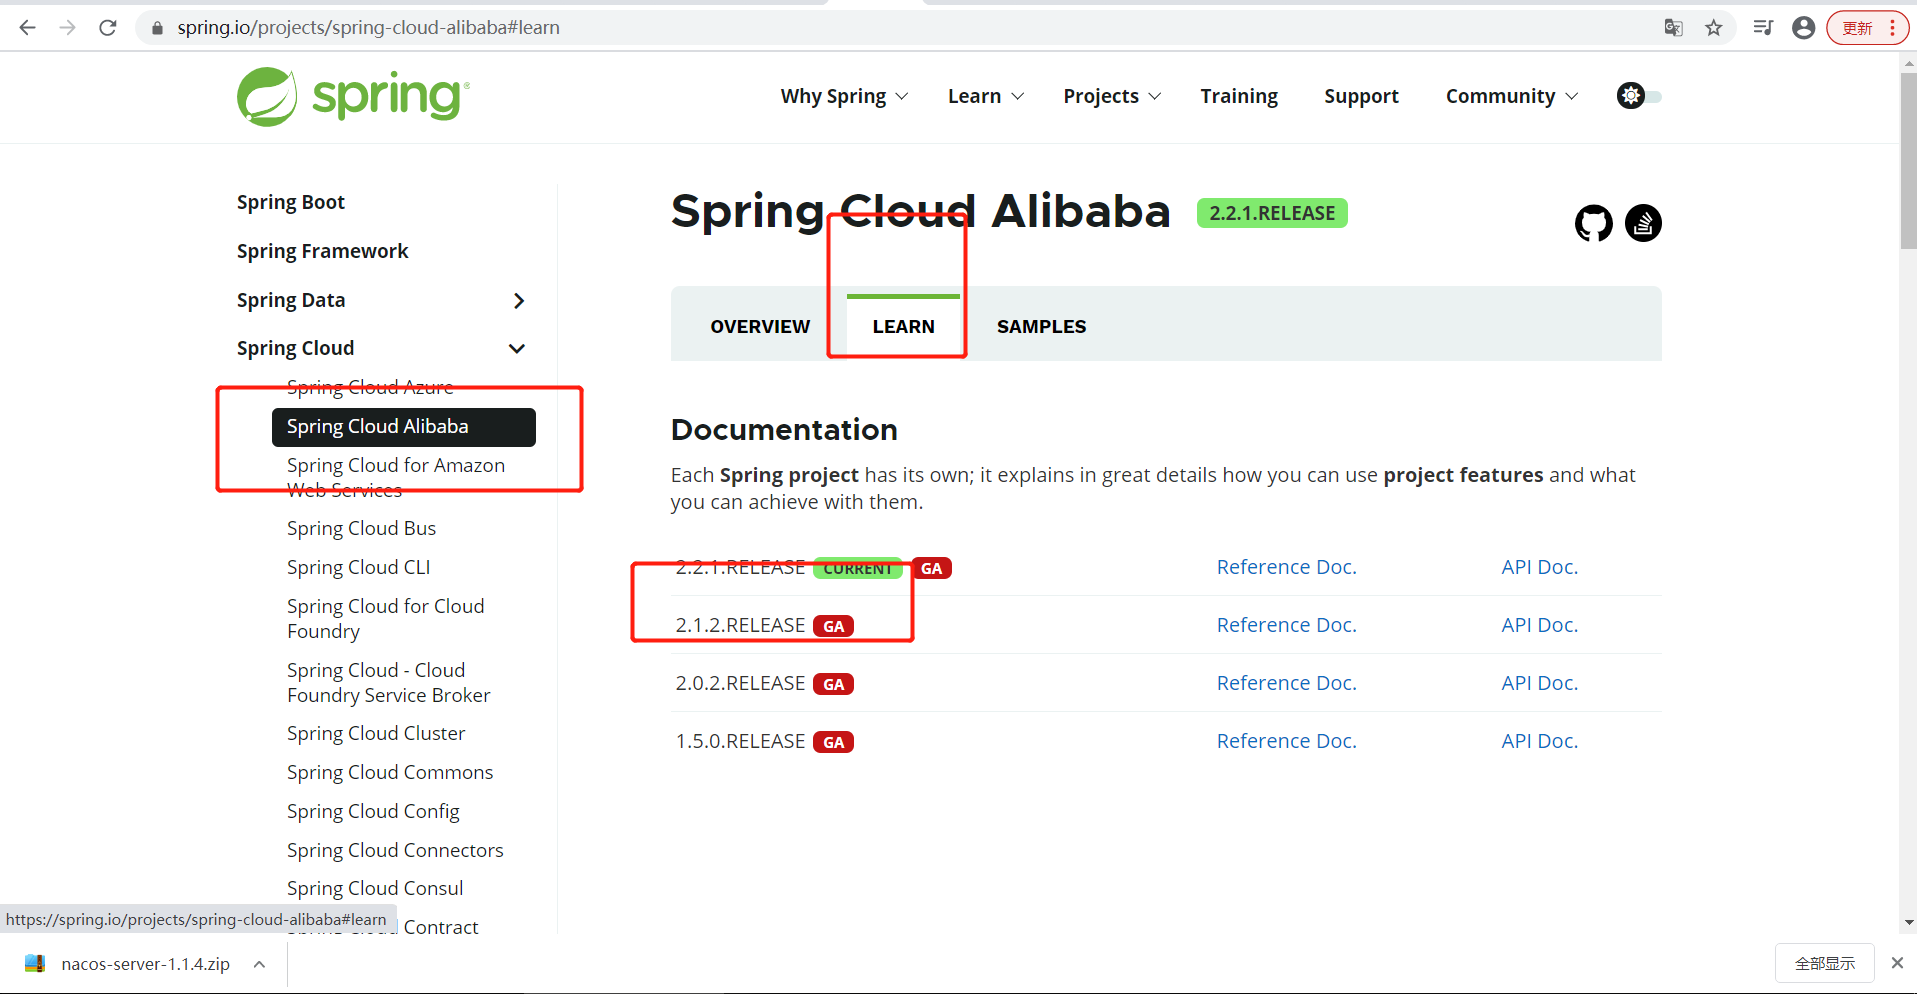 spring.io/projects/spring-cloud-alibaba#learn
更新
spring
Why Spring
Learn
Projects
Training
Support
Community
Spring Boot
Spring Framework
Spring Data
Spring Cloud
Spring Cloud Azure
Spring Cloud Alibaba
Spring Cloud for Amazon
Web Services
Spring Cloud Bus
Spring Cloud CLI
Spring Cloud for Cloud
Foundry
Spring Cloud - Cloud
Foundry Service Broker
Spring Cloud Cluster
Spring Cloud Commons
Spring Cloud Config
Spring Cloud Connectors
Spring Cloud Consul
Spring Cloud Contract
Spring Cloud Alibaba 2.2.1.RELEASE
OVERVIEW LEARN SAMPLES
Documentation
Each Spring project has its own; it explains in great details how you can use project features and what
you can achieve with them.
2.2.1.RELEASE CURRENT GA Reference Doc. API Doc.
2.1.2.RELEASE GA Reference Doc. API Doc.
2.0.2.RELEASE GA Reference Doc. API Doc.
1.5.0.RELEASE GA Reference Doc. API Doc.
https://spring.io/projects/spring-cloud-alibaba#learn
nacos-server-1.1.4.zip
全部显示